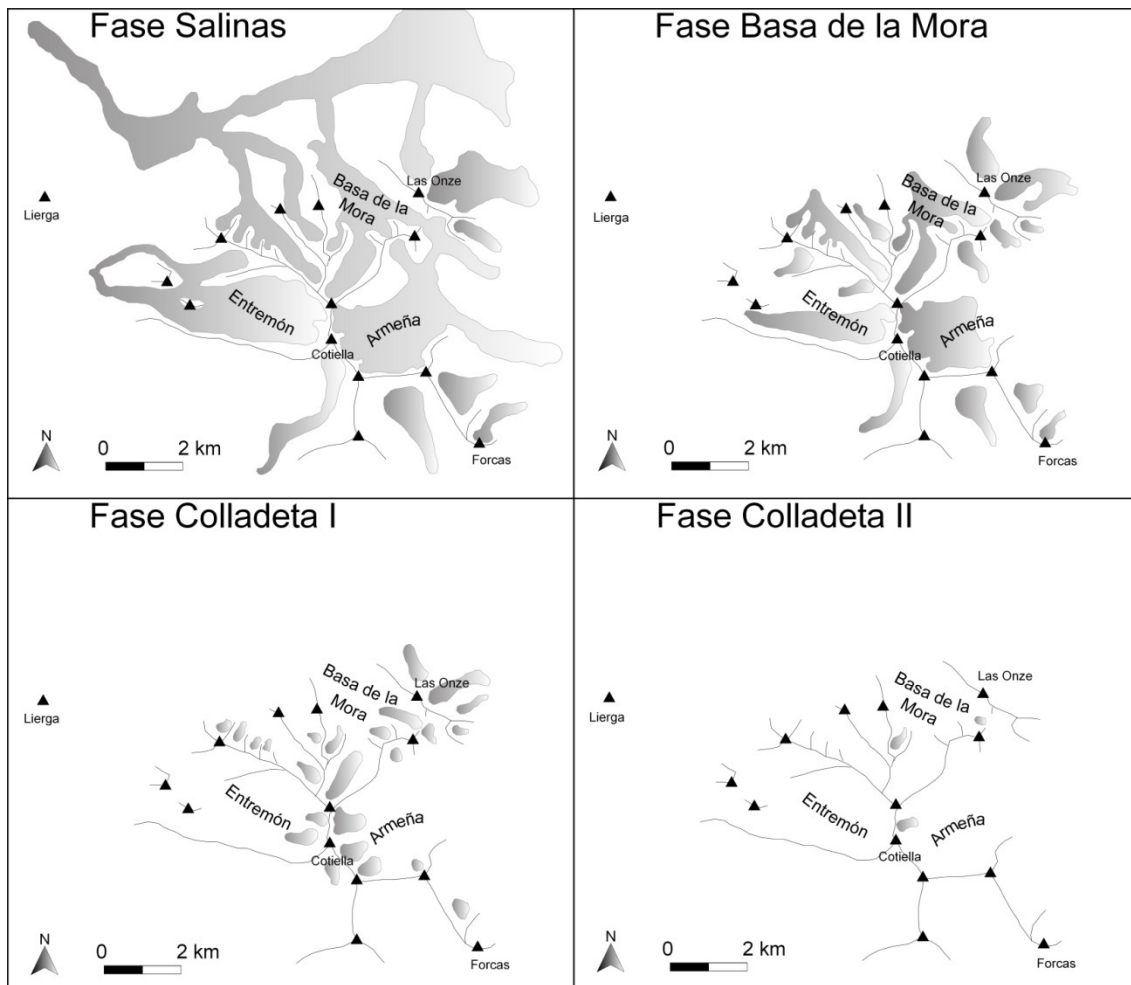 Fase Salinas
Las Onze
Basa de la
Mora
Lierga
Entremón
Armeña
Cotiella
N
0 2 km
Forcas
Fase Basa de la Mora
Las Onze
Basa de la
Mora
Lierga
Entremón
Armeña
Cotiella
N
0 2 km
Forcas
Fase Colladeta I
Basa de la
Mora
Las Onze
Lierga
Entremón
Armeña
Cotiella
N
0 2 km
Forcas
Fase Colladeta II
Las Onze
Basa de la
Mora
Lierga
Entremón
Armeña
Cotiella
N
0 2 km
Forcas